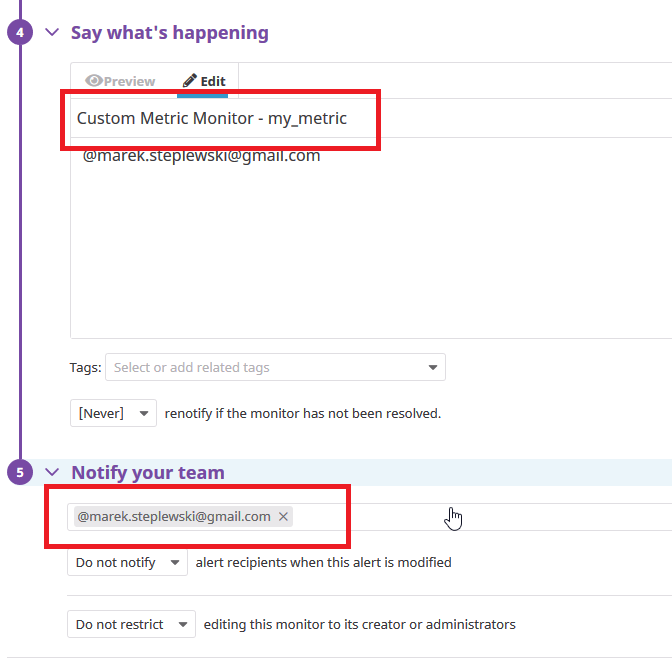 4 Say what's happening
Preview Edit
Custom Metric Monitor - my_metric
@marek.steplewski@gmail.com
Tags: Select or add related tags
[Never] renotify if the monitor has not been resolved.
5 Notify your team
@marek.steplewski@gmail.com ×
Do not notify alert recipients when this alert is modified
Do not restrict editing this monitor to its creator or administrators